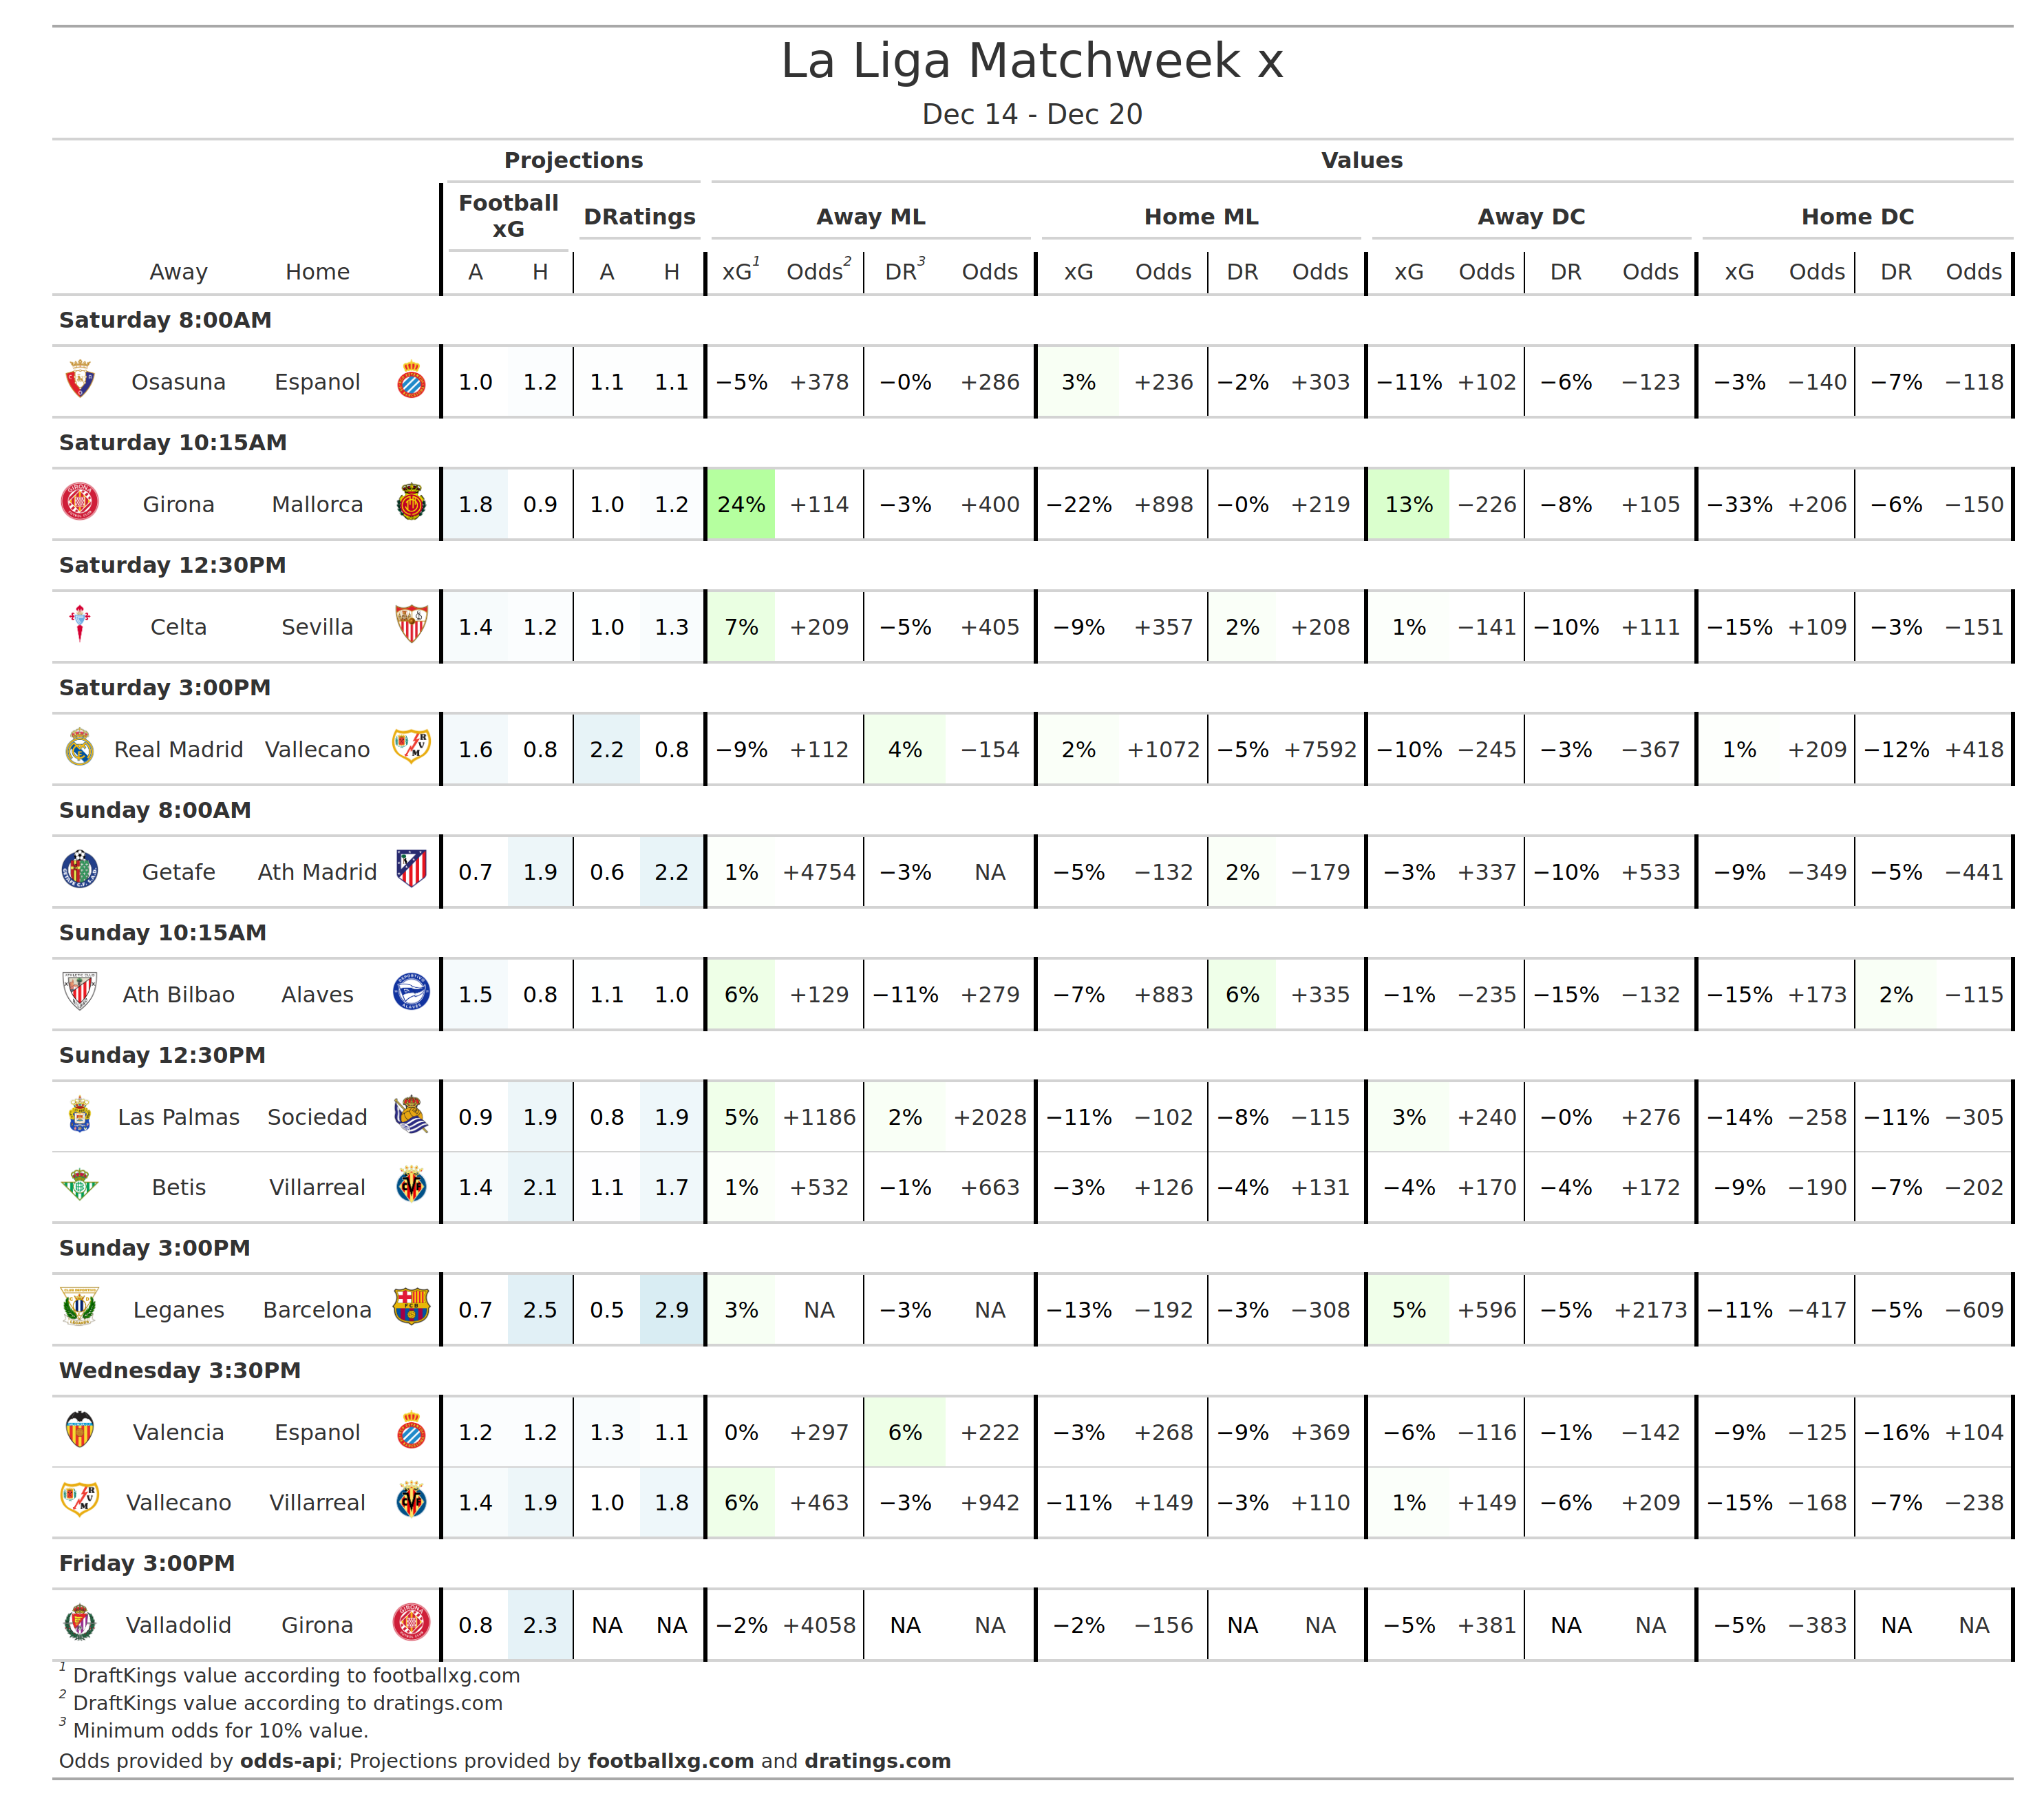 La Liga Matchweek x
Dec 14 - Dec 20
Projections Values
Football xG DRatings Away ML Home ML Away DC Home DC
Away Home A H A H xG1 Odds2 DR3 Odds xG Odds DR Odds xG Odds DR Odds xG Odds DR Odds
Saturday 8:00AM
Osasuna Espanol 1.0 1.2 1.1 1.1 −5% +378 −0% +286 3% +236 −2% +303 −11% +102 −6% −123 −3% −140 −7% −118
Saturday 10:15AM
Girona Mallorca 1.8 0.9 1.0 1.2 24% +114 −3% +400 −22% +898 −0% +219 13% −226 −8% +105 −33% +206 −6% −150
Saturday 12:30PM
Celta Sevilla 1.4 1.2 1.0 1.3 7% +209 −5% +405 −9% +357 2% +208 1% −141 −10% +111 −15% +109 −3% −151
Saturday 3:00PM
Real Madrid Vallecano 1.6 0.8 2.2 0.8 −9% +112 4% −154 2% +1072 −5% +7592 −10% −245 −3% −367 1% +209 −12% +418
Sunday 8:00AM
Getafe Ath Madrid 0.7 1.9 0.6 2.2 1% +4754 −3% NA −5% −132 2% −179 −3% +337 −10% +533 −9% −349 −5% −441
Sunday 10:15AM
Ath Bilbao Alaves 1.5 0.8 1.1 1.0 6% +129 −11% +279 −7% +883 6% +335 −1% −235 −15% −132 −15% +173 2% −115
Sunday 12:30PM
Las Palmas Sociedad 0.9 1.9 0.8 1.9 5% +1186 2% +2028 −11% −102 −8% −115 3% +240 −0% +276 −14% −258 −11% −305
Betis Villarreal 1.4 2.1 1.1 1.7 1% +532 −1% +663 −3% +126 −4% +131 −4% +170 −4% +172 −9% −190 −7% −202
Sunday 3:00PM
Leganes Barcelona 0.7 2.5 0.5 2.9 3% NA −3% NA −13% −192 −3% −308 5% +596 −5% +2173 −11% −417 −5% −609
Wednesday 3:30PM
Valencia Espanol 1.2 1.2 1.3 1.1 0% +297 6% +222 −3% +268 −9% +369 −6% −116 −1% −142 −9% −125 −16% +104
Vallecano Villarreal 1.4 1.9 1.0 1.8 6% +463 −3% +942 −11% +149 −3% +110 1% +149 −6% +209 −15% −168 −7% −238
Friday 3:00PM
Valladolid Girona 0.8 2.3 NA NA −2% +4058 NA NA −2% −156 NA NA −5% +381 NA NA −5% −383 NA NA
1 DraftKings value according to footballxg.com
2 DraftKings value according to dratings.com
3 Minimum odds for 10% value.
Odds provided by odds-api; Projections provided by footballxg.com and dratings.com